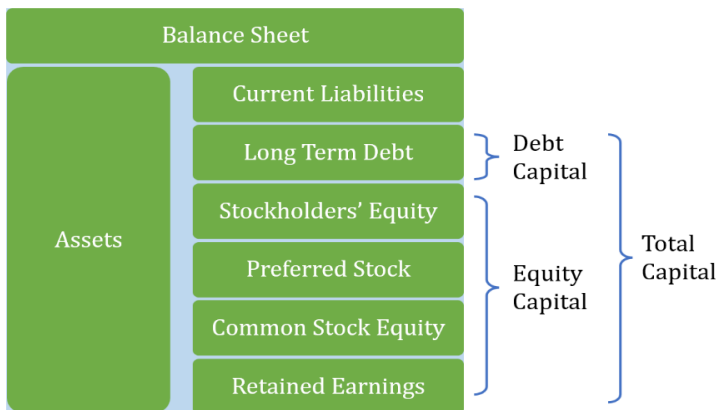 Balance Sheet
Assets
Current Liabilities
Long Term Debt
Stockholders’ Equity
Preferred Stock
Common Stock Equity
Retained Earnings
Debt
Capital
Equity
Capital
Total
Capital